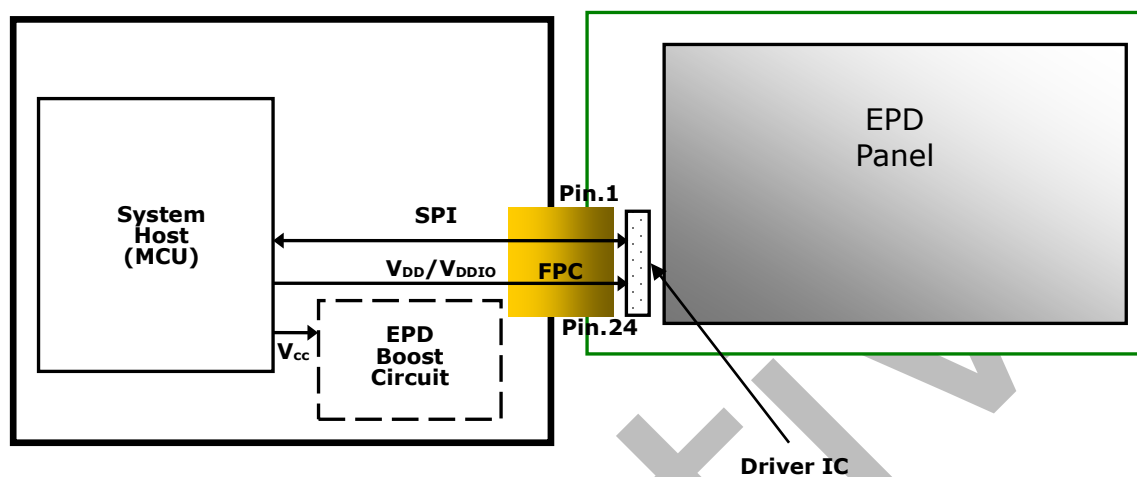 EPD
Panel
Pin.1
System
Host
(MCU)
SPI
VDD/VDDIO
FPC
Pin.24
Vcc
EPD
Boost
Circuit
Driver IC